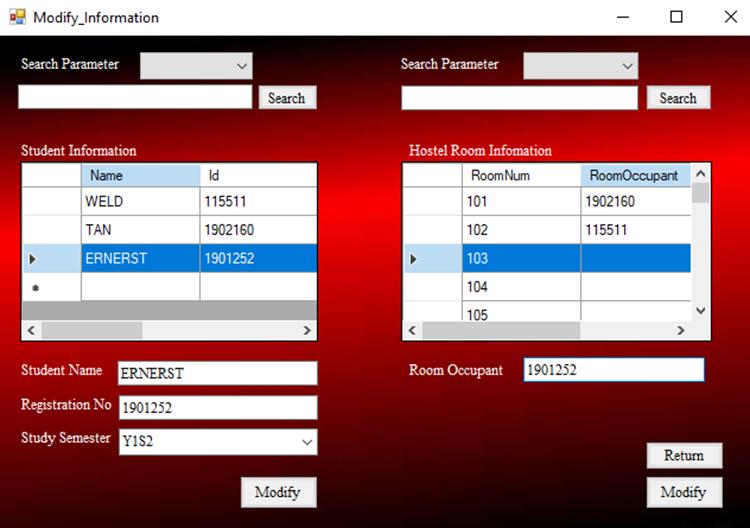 Modify_Information
Search Parameter
Search
Search Parameter
Search
Student Information
Name Id
WELD 115511
TAN 1902160
ERNERST 1901252
Hostel Room Infomation
RoomNum RoomOccupant
101 1902160
102 115511
103
104
105
Student Name ERNERST
Registration No 1901252
Study Semester Y1S2
Modify
Room Occupant 1901252
Return
Modify